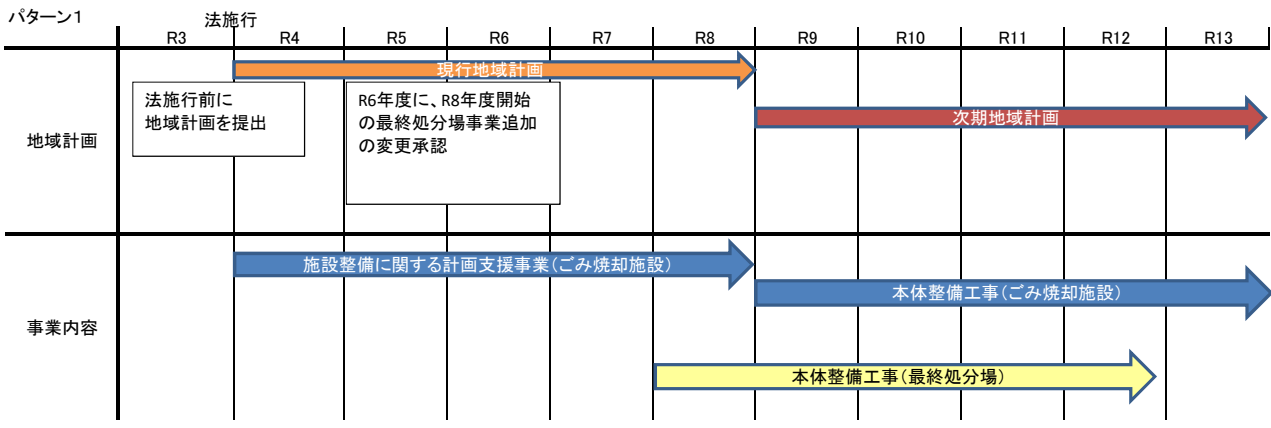 パターン1
法施行
R3 R4 R5 R6 R7 R8 R9 R10 R11 R12 R13
地域計画
現行地域計画
法施行前に
地域計画を提出
R6年度に、R8年度開始
の最終処分場事業追加
の変更承認
次期地域計画
事業内容
施設整備に関する計画支援事業(ごみ焼却施設)
本体整備工事(ごみ焼却施設)
本体整備工事(最終処分場)